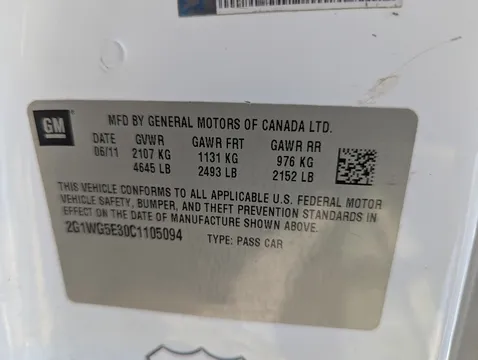 GM
MFD BY GENERAL MOTORS OF CANADA LTD.
DATE GVWR GAWR FRT GAWR RR
06/11 2107 KG 1131 KG 976 KG
4645 LB 2493 LB 2152 LB
THIS VEHICLE CONFORMS TO ALL APPLICABLE U.S. FEDERAL MOTOR
VEHICLE SAFETY, BUMPER, AND THEFT PREVENTION STANDARDS IN
EFFECT ON THE DATE OF MANUFACTURE SHOWN ABOVE.
2G1WG5E30C1105094 TYPE: PASS CAR